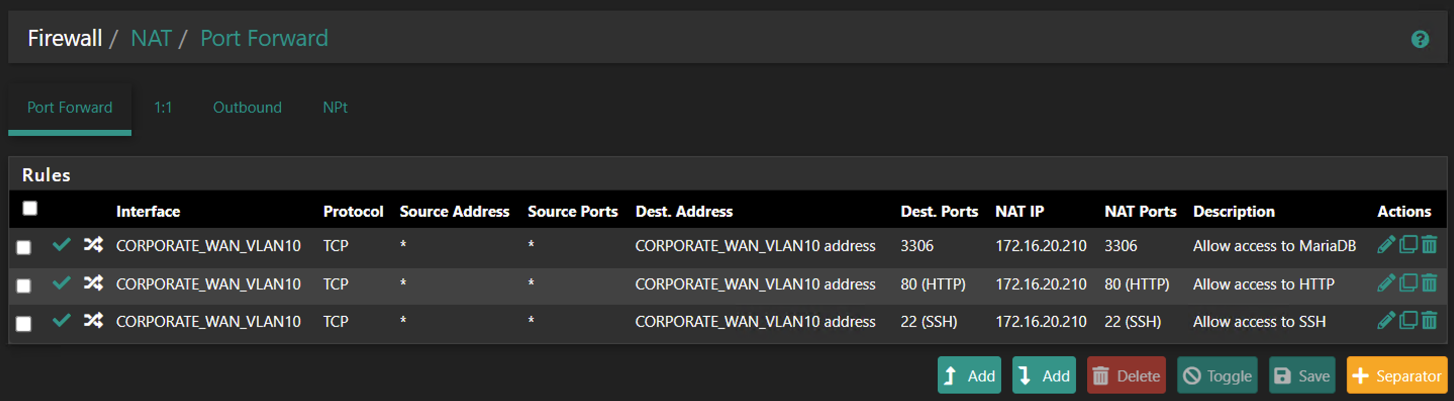 Firewall / NAT / Port Forward
Port Forward 1:1 Outbound NPt
Rules
Interface Protocol Source Address Source Ports Dest. Address Dest. Ports NAT IP NAT Ports Description Actions
CORPORATE_WAN_VLAN10 TCP * * CORPORATE_WAN_VLAN10 address 3306 172.16.20.210 3306 Allow access to MariaDB
CORPORATE_WAN_VLAN10 TCP * * CORPORATE_WAN_VLAN10 address 80 (HTTP) 172.16.20.210 80 (HTTP) Allow access to HTTP
CORPORATE_WAN_VLAN10 TCP * * CORPORATE_WAN_VLAN10 address 22 (SSH) 172.16.20.210 22 (SSH) Allow access to SSH
Add Add Delete Toggle Save Separator